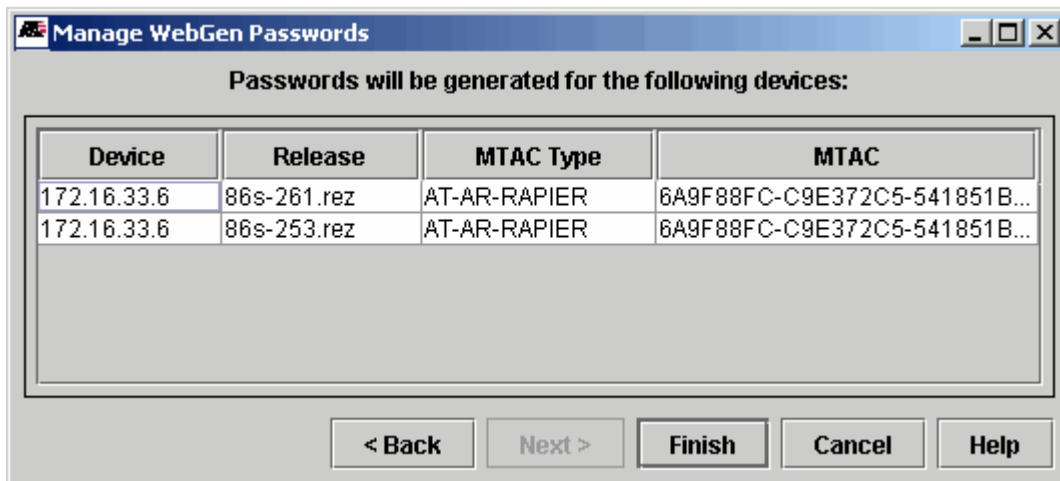 Manage WebGen Passwords
Passwords will be generated for the following devices:
Device Release MTAC Type MTAC
172.16.33.6 86s-261.rez AT-AR-RAPIER 6A9F88FC-C9E372C5-541851B...
172.16.33.6 86s-253.rez AT-AR-RAPIER 6A9F88FC-C9E372C5-541851B...
< Back Next > Finish Cancel Help